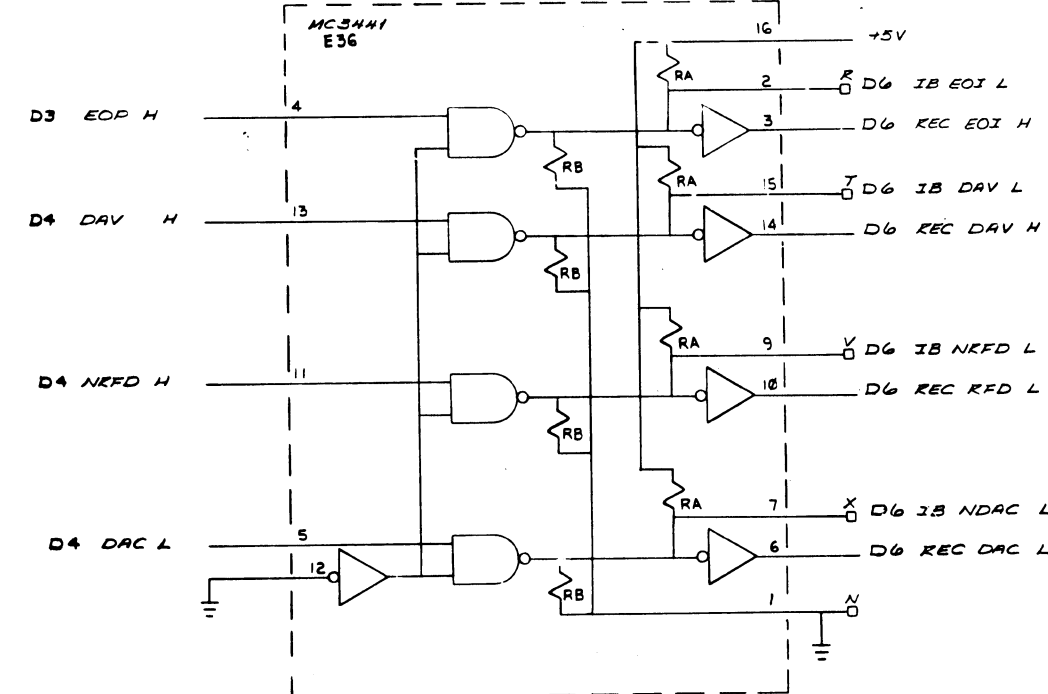 MC3441
E36
16 +5V
RA
2 R D6 IB EOI L
D3 EOP H 4
3 D6 REC EOI H
RB
RA
15 T D6 IB DAV L
D4 DAV H 13
14 D6 REC DAV H
RB
RA
9 V D6 IB NRFD L
D4 NRFD H 11
10 D6 REC RFD L
RB
RA
7 X D6 IB NDAC L
D4 DAC L 5
6 D6 REC DAC L
12
RB
1 N